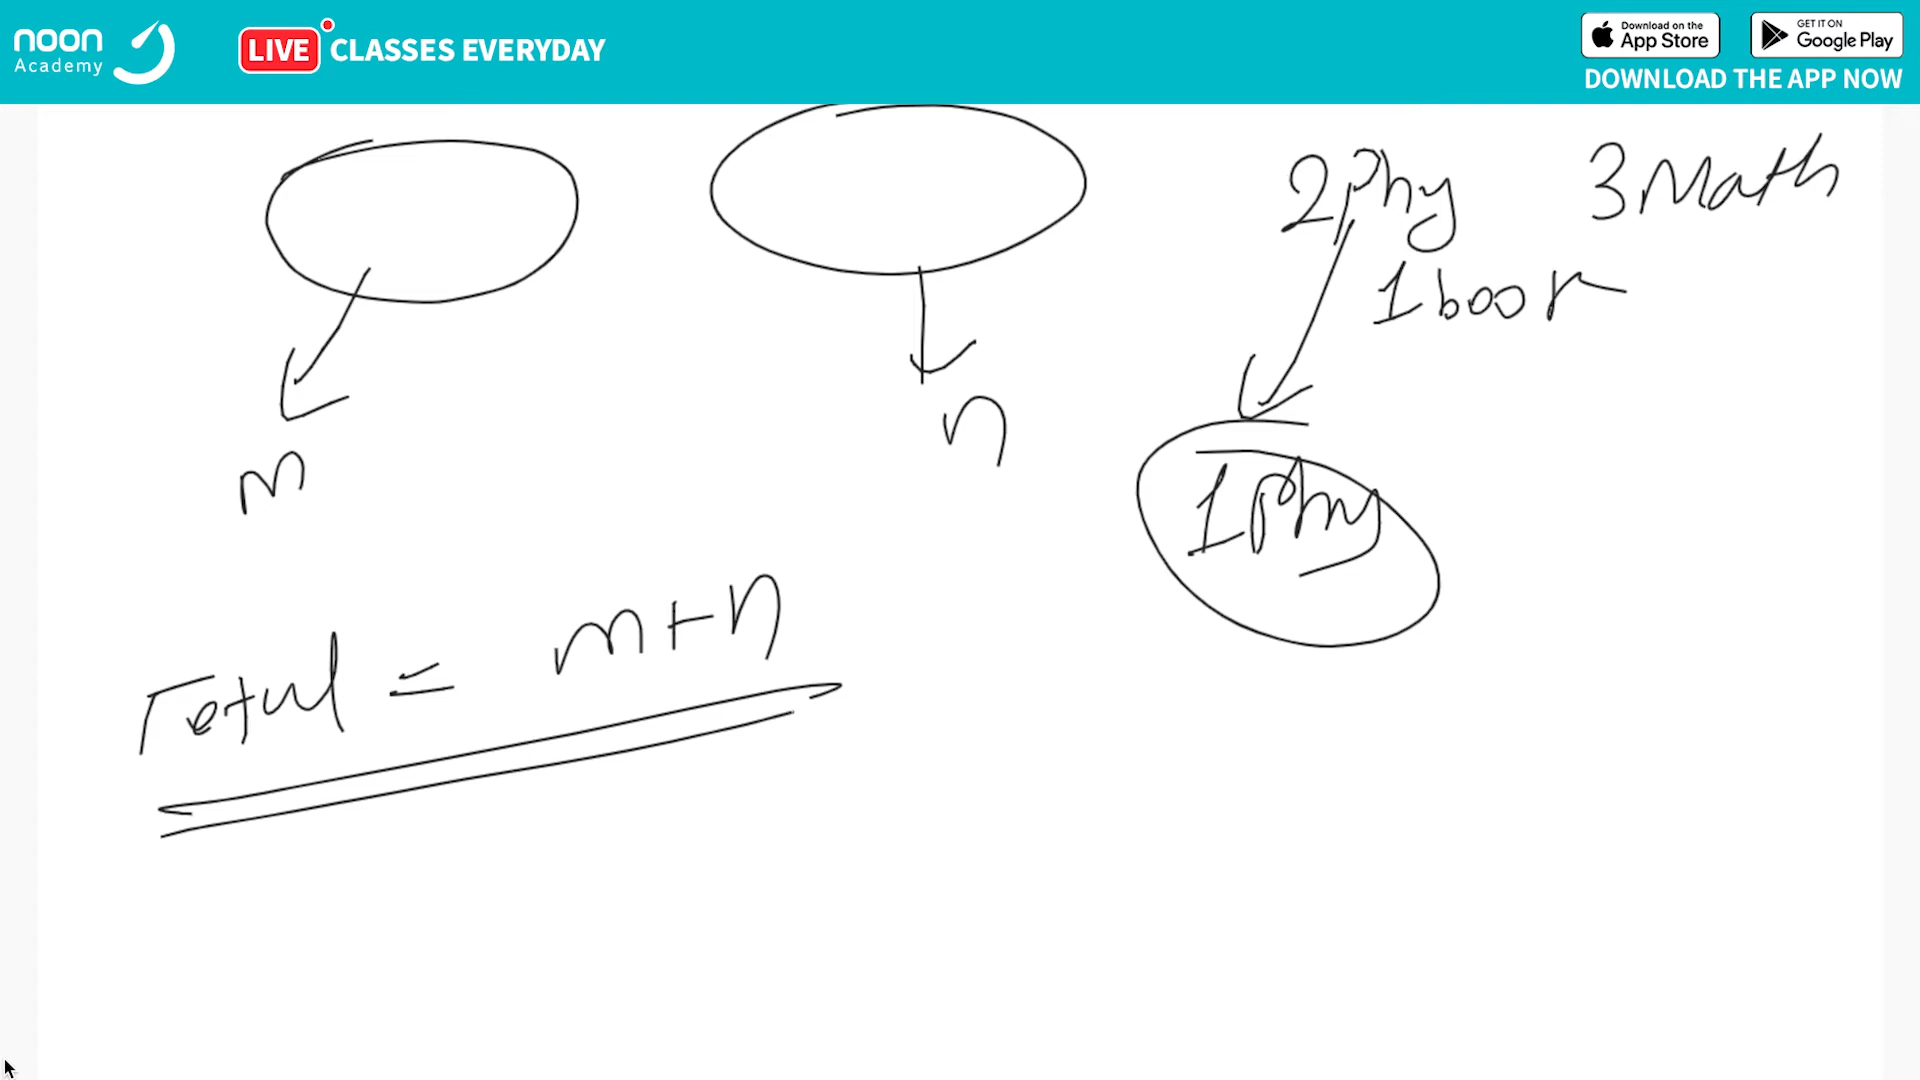 noon
Academy
LIVE CLASSES EVERYDAY
Download on the
App Store
GET IT ON
Google Play
DOWNLOAD THE APP NOW
2Phy 3Math
1book
m
n
1Phy
Total = m+n